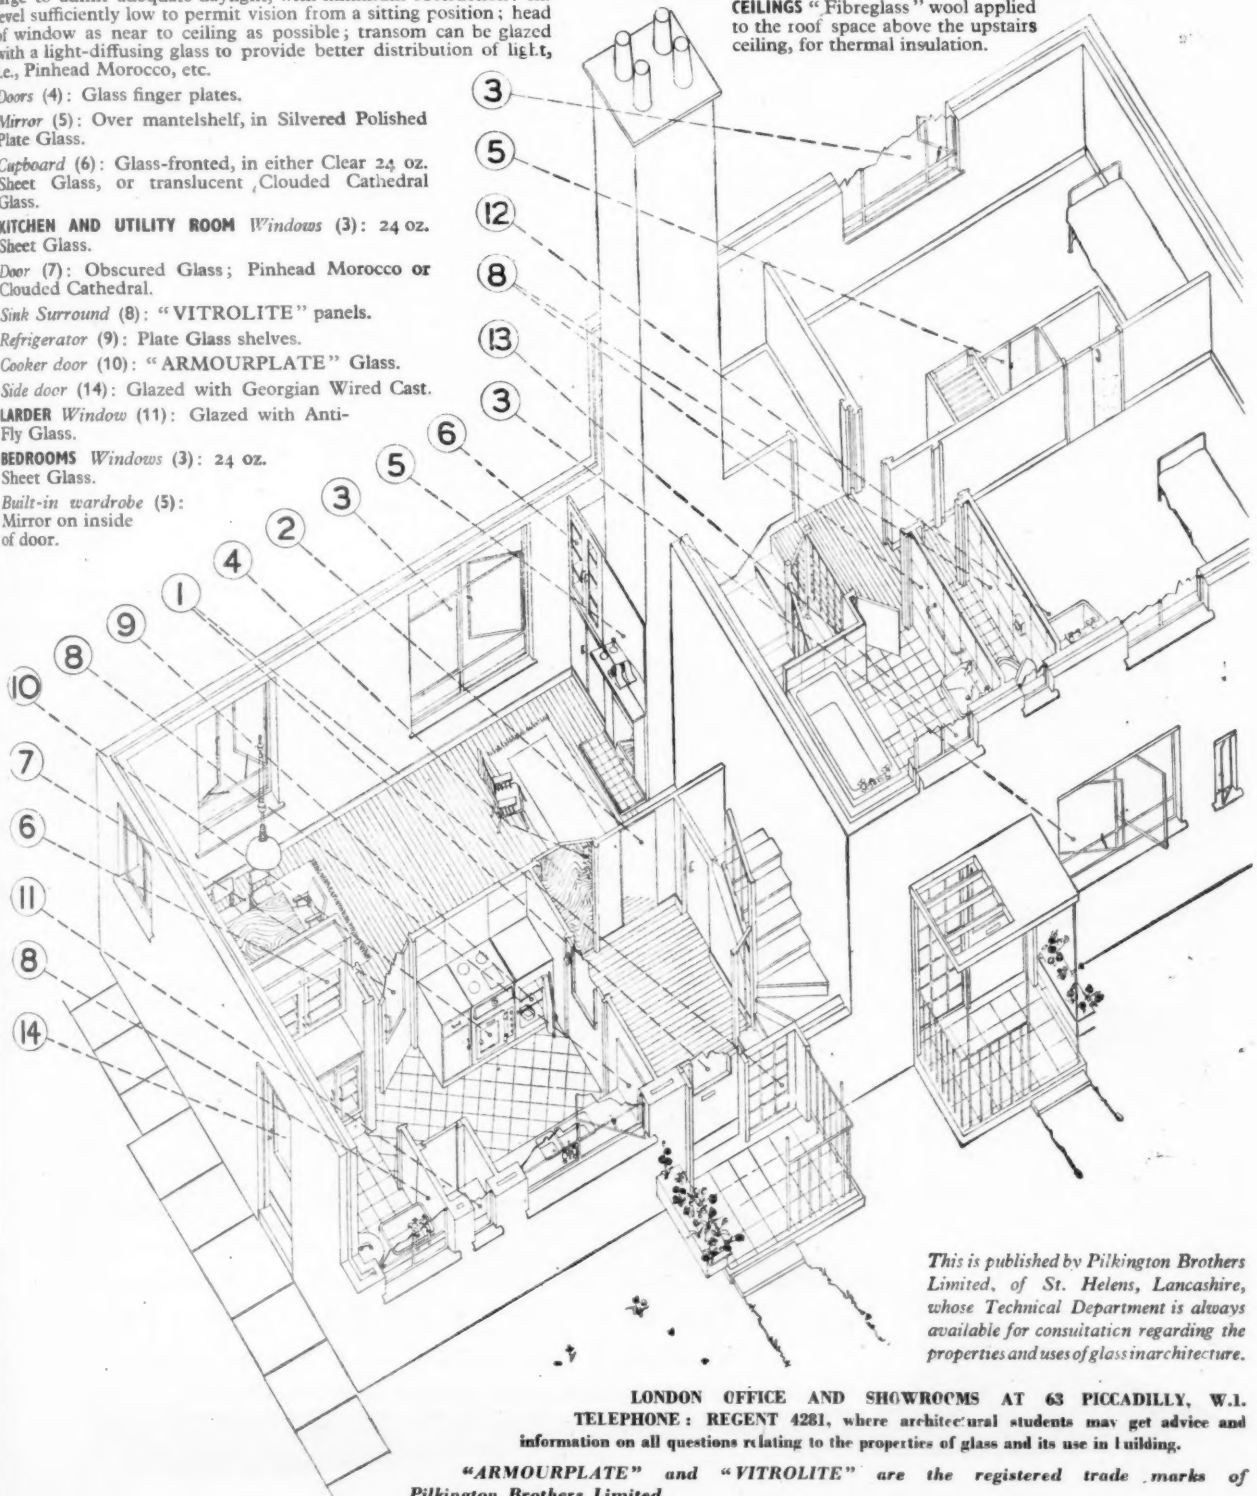 large to admit adequate daylight, with minimum obstruction: sill
level sufficiently low to permit vision from a sitting position; head
of window as near to ceiling as possible; transom can be glazed
with a light-diffusing glass to provide better distribution of light,
i.e., Pinhead Morocco, etc.
Doors (4): Glass finger plates.
Mirror (5): Over mantelshelf, in Silvered Polished
Plate Glass.
Cupboard (6): Glass-fronted, in either Clear 24 oz.
Sheet Glass, or translucent Clouded Cathedral
Glass.
KITCHEN AND UTILITY ROOM Windows (3): 24 oz.
Sheet Glass.
Door (7): Obscured Glass; Pinhead Morocco or
Clouded Cathedral.
Sink Surround (8): "VITROLITE" panels.
Refrigerator (9): Plate Glass shelves.
Cooker door (10): "ARMOURPLATE" Glass.
Side door (14): Glazed with Georgian Wired Cast.
LARDER Window (11): Glazed with Anti-
Fly Glass.
BEDROOMS Windows (3): 24 oz.
Sheet Glass.
Built-in wardrobe (5):
Mirror on inside
of door.
CEILINGS "Fibreglass" wool applied
to the roof space above the upstairs
ceiling, for thermal insulation.
3
5
12
8
13
3
6
5
3
2
4
1
9
8
10
7
6
11
8
14
This is published by Pilkington Brothers
Limited, of St. Helens, Lancashire,
whose Technical Department is always
available for consultation regarding the
properties and uses of glass in architecture.
LONDON OFFICE AND SHOWROOMS AT 63 PICCADILLY, W.1.
TELEPHONE: REGENT 4281, where architectural students may get advice and
information on all questions relating to the properties of glass and its use in building.
"ARMOURPLATE" and "VITROLITE" are the registered trade marks of
Pilkington Brothers Limited